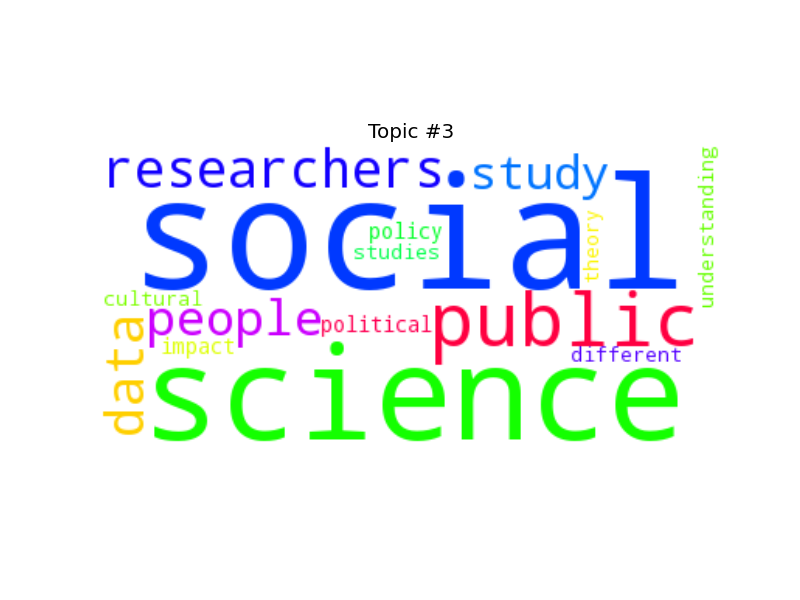 Topic #3
researchers
study
understanding
social
policy
studies
theory
cultural
people
political
public
data
impact
different
science